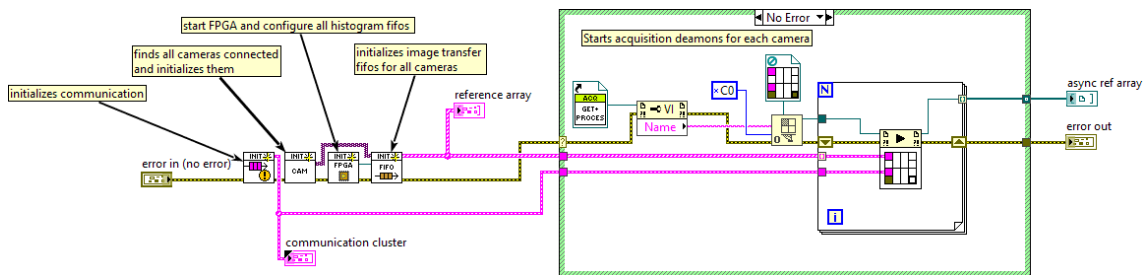 start FPGA and configure all histogram fifos
finds all cameras connected
and initializes them
initializes image transfer
fifos for all cameras
initializes communication
reference array
error in (no error)
INIT
INIT
CAM
INIT
FPGA
INIT
FIFO
communication cluster
No Error
Starts acquisition deamons for each camera
ACQ
GET+
PROCES
VI
Name
×C0
?
0
N
i
async ref array
error out